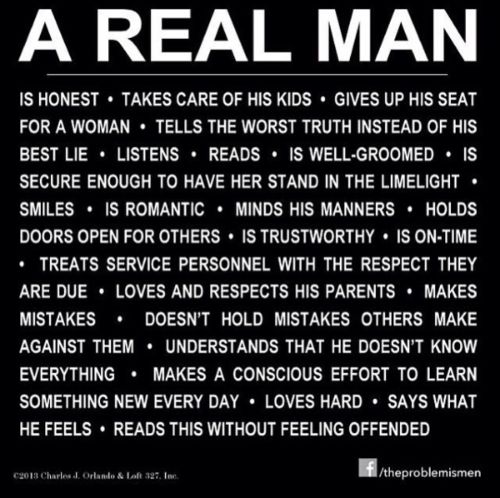 A REAL MAN
IS HONEST • TAKES CARE OF HIS KIDS • GIVES UP HIS SEAT
FOR A WOMAN • TELLS THE WORST TRUTH INSTEAD OF HIS
BEST LIE • LISTENS • READS • IS WELL-GROOMED • IS
SECURE ENOUGH TO HAVE HER STAND IN THE LIMELIGHT •
SMILES • IS ROMANTIC • MINDS HIS MANNERS • HOLDS
DOORS OPEN FOR OTHERS • IS TRUSTWORTHY • IS ON-TIME
• TREATS SERVICE PERSONNEL WITH THE RESPECT THEY
ARE DUE • LOVES AND RESPECTS HIS PARENTS • MAKES
MISTAKES • DOESN'T HOLD MISTAKES OTHERS MAKE
AGAINST THEM • UNDERSTANDS THAT HE DOESN'T KNOW
EVERYTHING • MAKES A CONSCIOUS EFFORT TO LEARN
SOMETHING NEW EVERY DAY • LOVES HARD • SAYS WHAT
HE FEELS • READS THIS WITHOUT FEELING OFFENDED
©2013 Charles J. Orlando & Loft 327, Inc.
f /theproblemismen